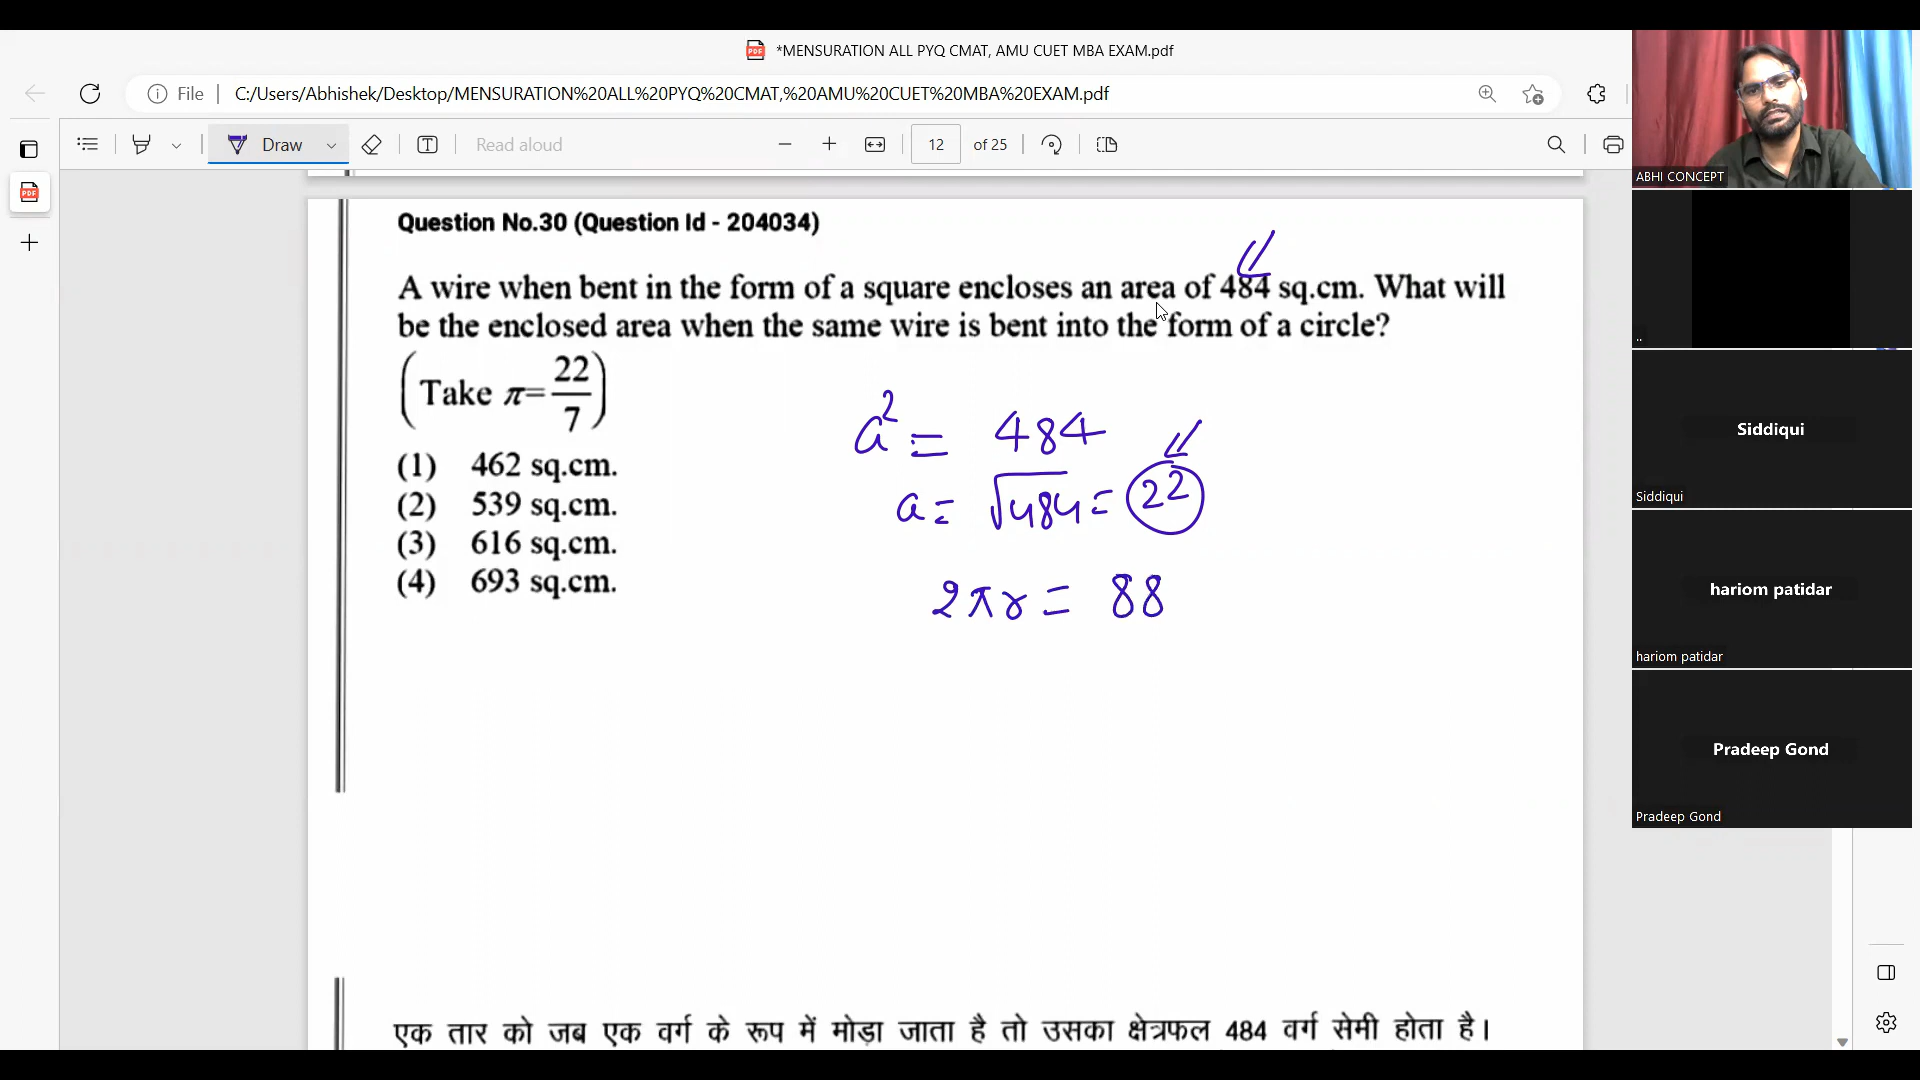 *MENSURATION ALL PYQ CMAT, AMU CUET MBA EXAM.pdf
File C:/Users/Abhishek/Desktop/MENSURATION%20ALL%20PYQ%20CMAT,%20AMU%20CUET%20MBA%20EXAM.pdf
Draw Read aloud 12 of 25
Question No.30 (Question Id - 204034)
A wire when bent in the form of a square encloses an area of 484 sq.cm. What will
be the enclosed area when the same wire is bent into the form of a circle?
(Take π=22/7)
(1) 462 sq.cm.
(2) 539 sq.cm.
(3) 616 sq.cm.
(4) 693 sq.cm.
a² = 484
a = √484 = 22
2πr = 88
एक तार को जब एक वर्ग के रूप में मोड़ा जाता है तो उसका क्षेत्रफल 484 वर्ग सेमी होता है।
ABHI CONCEPT
..
Siddiqui
Siddiqui
hariom patidar
hariom patidar
Pradeep Gond
Pradeep Gond